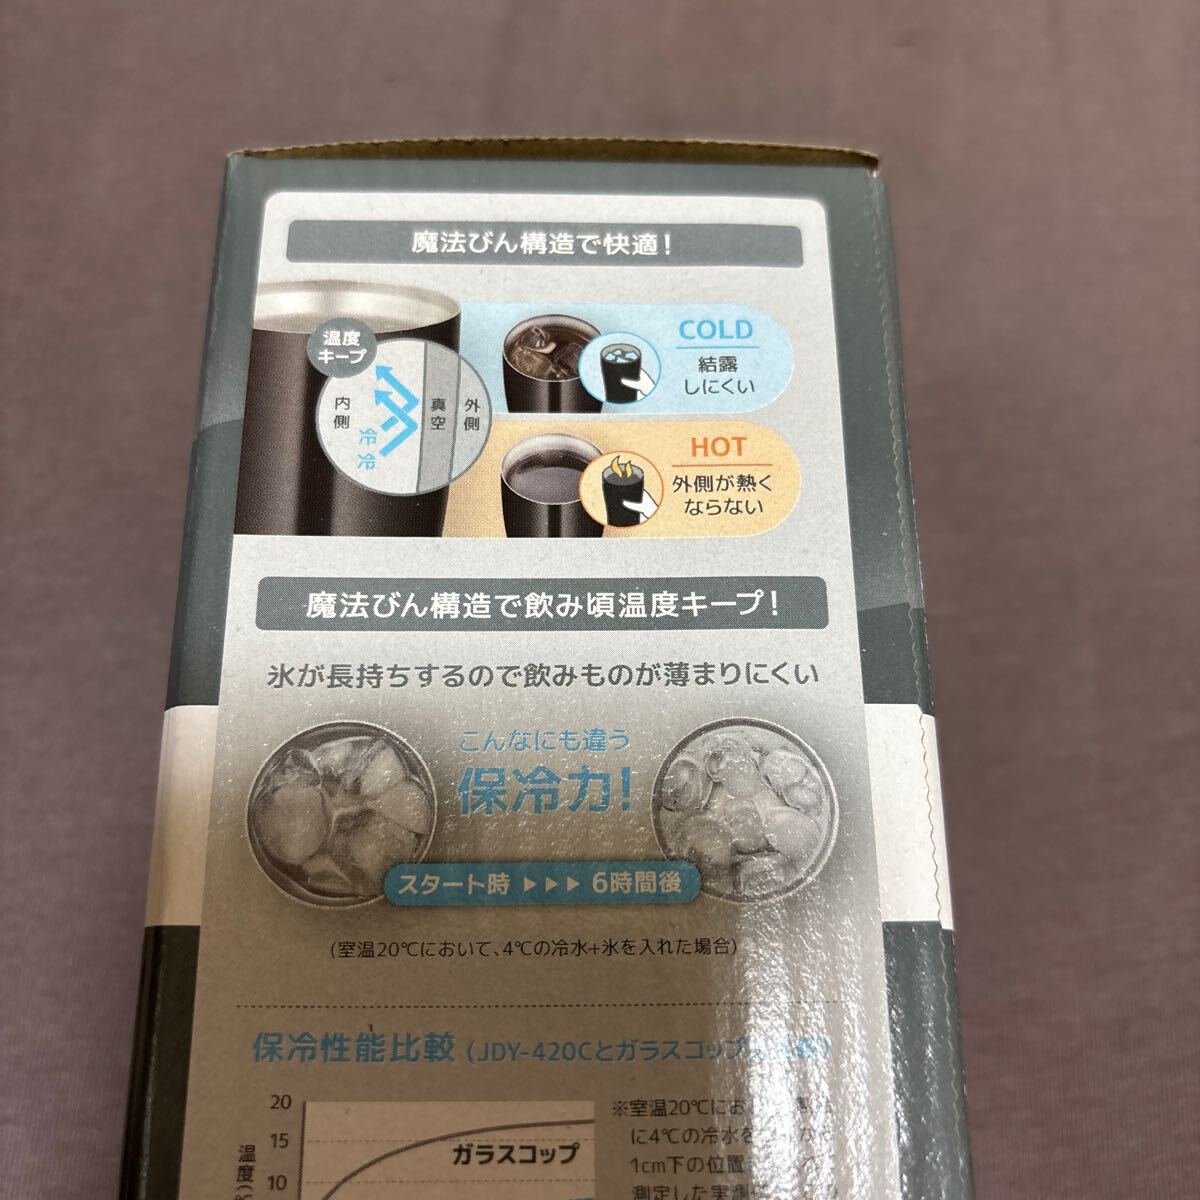 魔法びん構造で快適！
温度
キープ
内側
冷
冷
真空
外側
COLD
結露
しにくい
HOT
外側が熱く
ならない
魔法びん構造で飲み頃温度キープ！
氷が長持ちするので飲みものが薄まりにくい
こんなにも違う
保冷力！
スタート時 ▶▶▶ 6時間後
(室温20℃において、4℃の冷水+氷を入れた場合)
保冷性能比較 (JDY-420Cとガラスコップ
20
15
10
温度(
ガラスコップ
※室温20℃にお
に4℃の冷水を
1cm下の位置
測定した実測